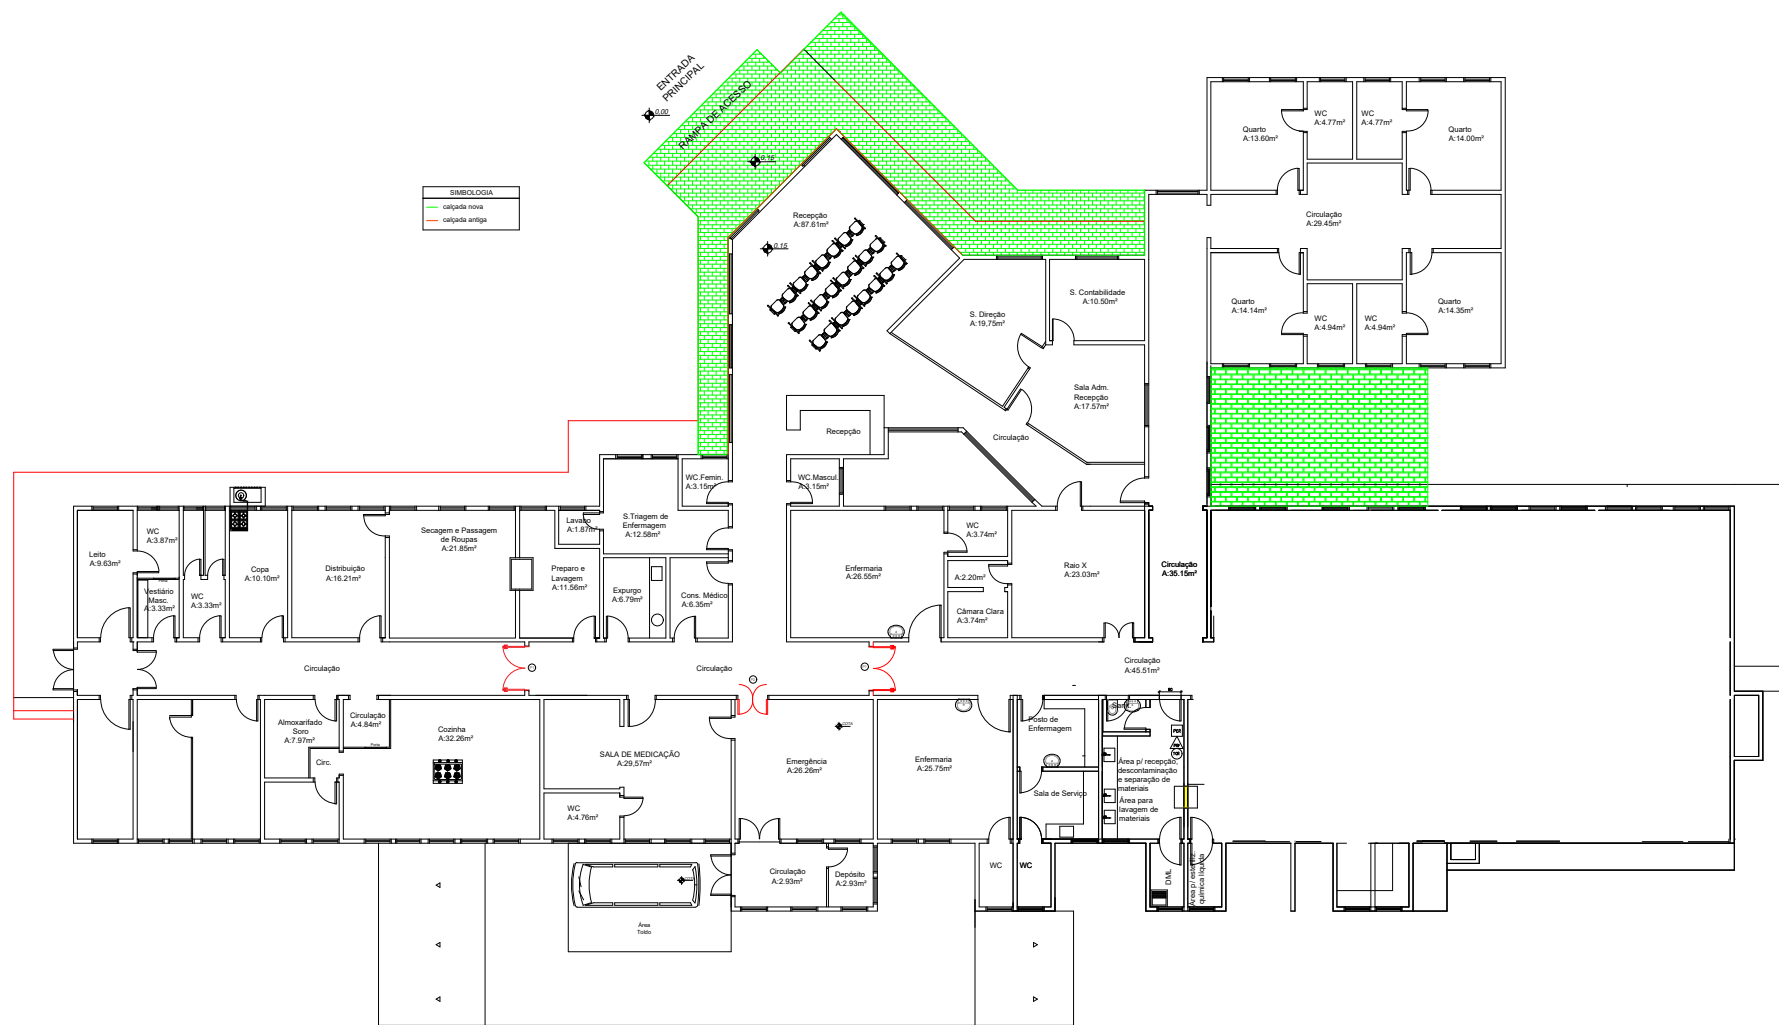 ENTRADA
PRINCIPAL
0,00
RAMPA DE ACESSO
0,15
SIMBOLOGIA
calçada nova
calçada antiga
Recepção
A:87.61m²
0,15
Quarto
A:13.60m²
WC
A:4.77m²
WC
A:4.77m²
Quarto
A:14.00m²
Circulação
A:29.45m²
Quarto
A:14.14m²
WC
A:4.94m²
WC
A:4.94m²
Quarto
A:14.35m²
S. Contabilidade
A:10.50m²
S. Direção
A:19,75m²
Sala Adm.
Recepção
A:17.57m²
Recepção
Circulação
WC.Femin.
A:3.15m²
WC.Mascul.
A:3.15m²
Leito
A:9.63m²
WC
A:3.87m²
Vestiário
Masc.
A:3.33m²
WC
A:3.33m²
Copa
A:10.10m²
Distribuição
A:16.21m²
Secagem e Passagem
de Roupas
A:21.85m²
Lavabo
A:1.87m²
S.Triagem de
Enfermagem
A:12.58m²
Preparo e
Lavagem
A:11.56m²
Expurgo
A:6.79m²
Cons. Médico
A:6.35m²
Enfermaria
A:26.55m²
WC
A:3.74m²
A:2.20m²
Câmara Clara
A:3.74m²
Raio X
A:23.03m²
Circulação
A:35.15m²
Circulação
Circulação
Circulação
A:45.51m²
Almoxarifado
Soro
A:7.97m²
Circulação
A:4.84m²
Circ.
Cozinha
A:32.26m²
SALA DE MEDICAÇÃO
A:29,57m²
WC
A:4.76m²
Emergência
A:26.26m²
Enfermaria
A:25.75m²
Posto de
Enfermagem
Sala de Serviço
Área p/ recepção,
descontaminação
e separação de
materiais
Área para
lavagem de
materiais
Circulação
A:2.93m²
Depósito
A:2.93m²
WC
WC
DML
Área p/ esteriliz.
química líquida
Área
Toldo